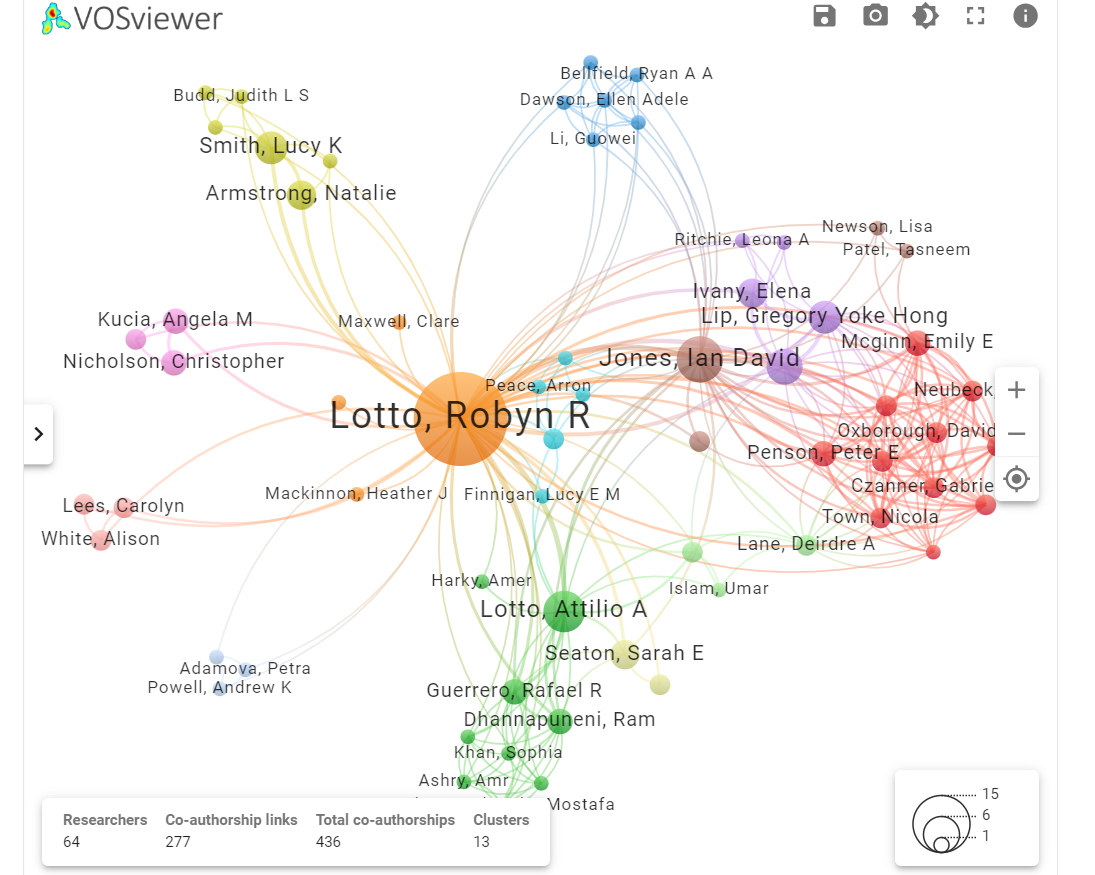 VOSviewer
Bellfield, Ryan A A
Budd, Judith L S
Dawson, Ellen Adele
Li, Guowei
Smith, Lucy K
Armstrong, Natalie
Newson, Lisa
Ritchie, Leona A
Patel, Tasneem
Ivany, Elena
Lip, Gregory Yoke Hong
Kucia, Angela M
Maxwell, Clare
Mcginn, Emily E
Nicholson, Christopher
Jones, Ian David
Peace, Arron
Neubeck,
Lotto, Robyn R
Oxborough, David
Penson, Peter E
Czanner, Gabrie
Mackinnon, Heather J
Finnigan, Lucy E M
Lees, Carolyn
Town, Nicola
White, Alison
Lane, Deirdre A
Harky, Amer
Islam, Umar
Lotto, Attilio A
Seaton, Sarah E
Adamova, Petra
Powell, Andrew K
Guerrero, Rafael R
Dhannapuneni, Ram
Khan, Sophia
Ashry, Amr
Mostafa
Researchers Co-authorship links Total co-authorships Clusters
64 277 436 13
15
6
1